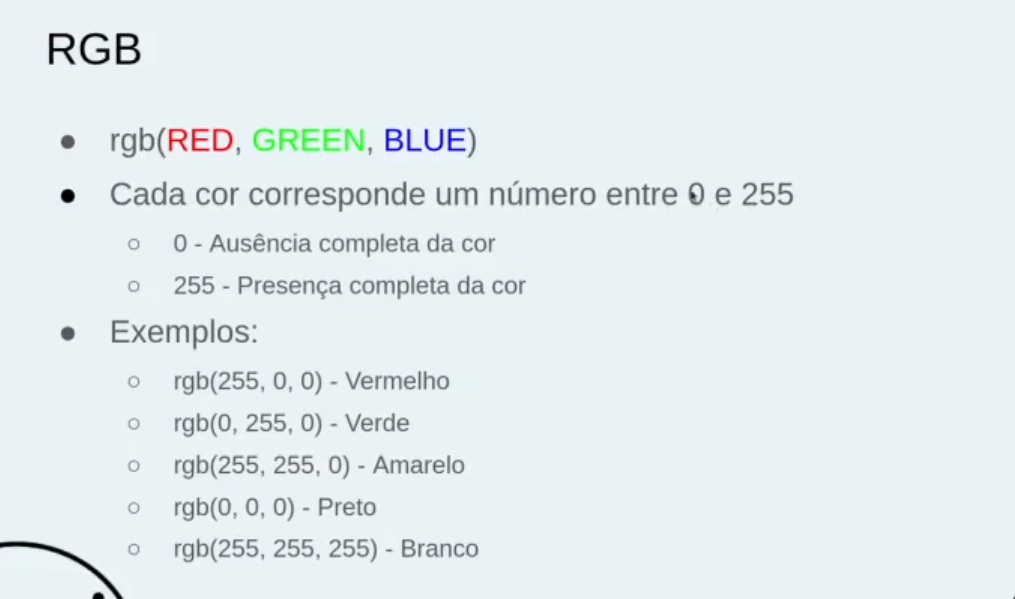 RGB
● rgb(RED, GREEN, BLUE)
● Cada cor corresponde um número entre 0 e 255
○ 0 - Ausência completa da cor
○ 255 - Presença completa da cor
● Exemplos:
○ rgb(255, 0, 0) - Vermelho
○ rgb(0, 255, 0) - Verde
○ rgb(255, 255, 0) - Amarelo
○ rgb(0, 0, 0) - Preto
○ rgb(255, 255, 255) - Branco